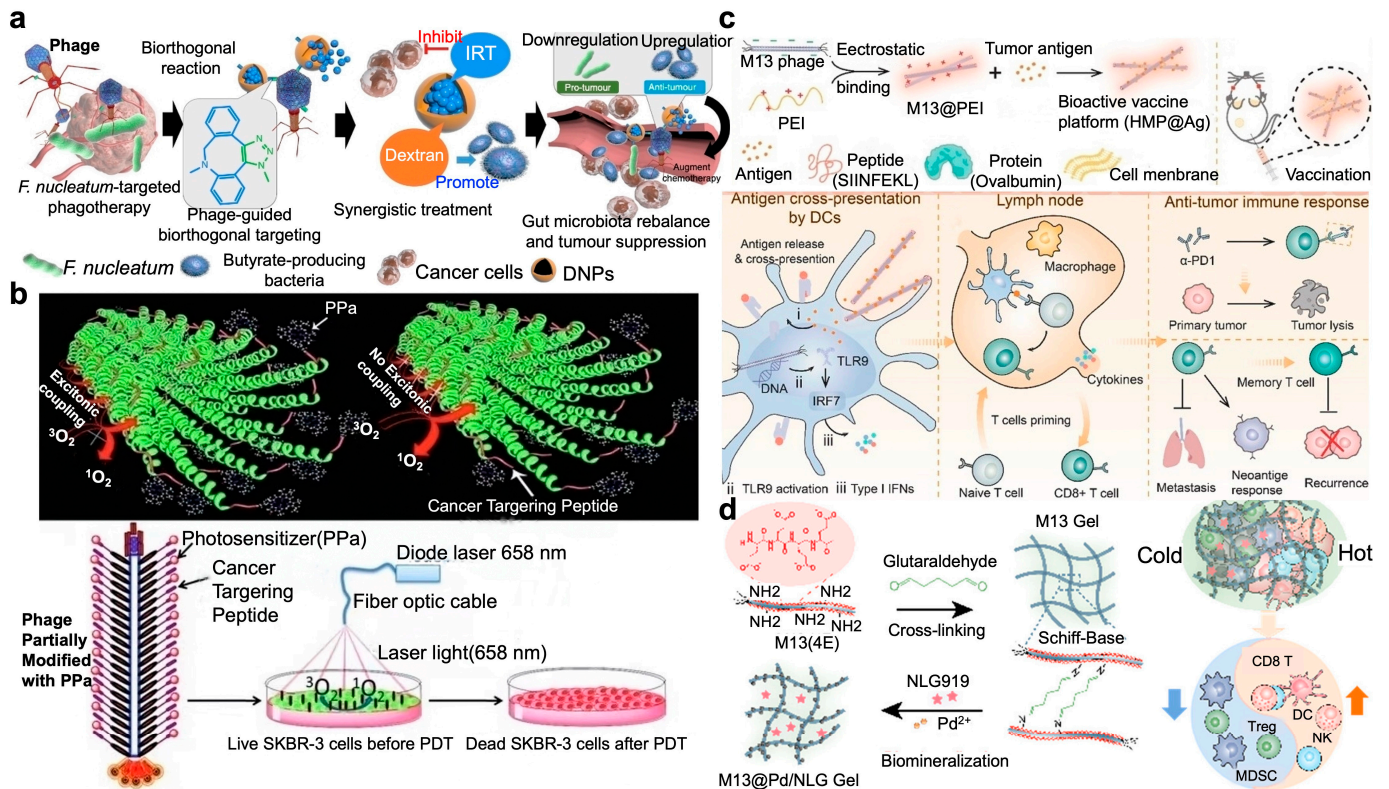 a
Phage
Biorthogonal
reaction
N
N
N
N
F. nucleatum-targeted
phagotherapy
Phage-guided
biorthogonal targeting
Inhibit
IRT
Dextran
Promote
Synergistic treatment
Downregulation
Upregulatior
Pro-tumour
Anti-tumour
Augment
chemotherapy
Gut microbiota rebalance
and tumour suppression
F. nucleatum
Butyrate-producing
bacteria
Cancer cells
DNPs
b
PPa
Excitonic
coupling
3O2
1O2
No Excitonic
coupling
3O2
1O2
Cancer Targering Peptide
Photosensitizer(PPa)
Cancer
Targering
Peptide
Phage
Partially
Modified
with PPa
Diode laser 658 nm
Fiber optic cable
Laser light(658 nm)
3O2
1O2
Live SKBR-3 cells before PDT
Dead SKBR-3 cells after PDT
c
M13 phage
PEI
Eectrostatic
binding
M13@PEI
+
Tumor antigen
Bioactive vaccine
platform (HMP@Ag)
Antigen
Peptide
(SIINFEKL)
Protein
(Ovalbumin)
Cell menbrane
Vaccination
Antigen cross-presentation
by DCs
Antigen release
& cross-presention
i
TLR9
DNA
ii
IRF7
iii
ii TLR9 activation
iii Type I IFNs
Lymph node
Macrophage
Cytokines
T cells priming
Naive T cell
CD8+ T cell
Anti-tumor immune response
α-PD1
Primary tumor
Tumor lysis
Memory T cell
Metastasis
Neoantige
response
Recurrence
d
NH2
NH2
NH2
NH2
NH2
M13(4E)
Glutaraldehyde
Cross-linking
M13 Gel
Schiff-Base
N
N
N
N
NLG919
Pd2+
Biomineralization
M13@Pd/NLG Gel
Cold
Hot
CD8 T
DC
Treg
NK
MDSC